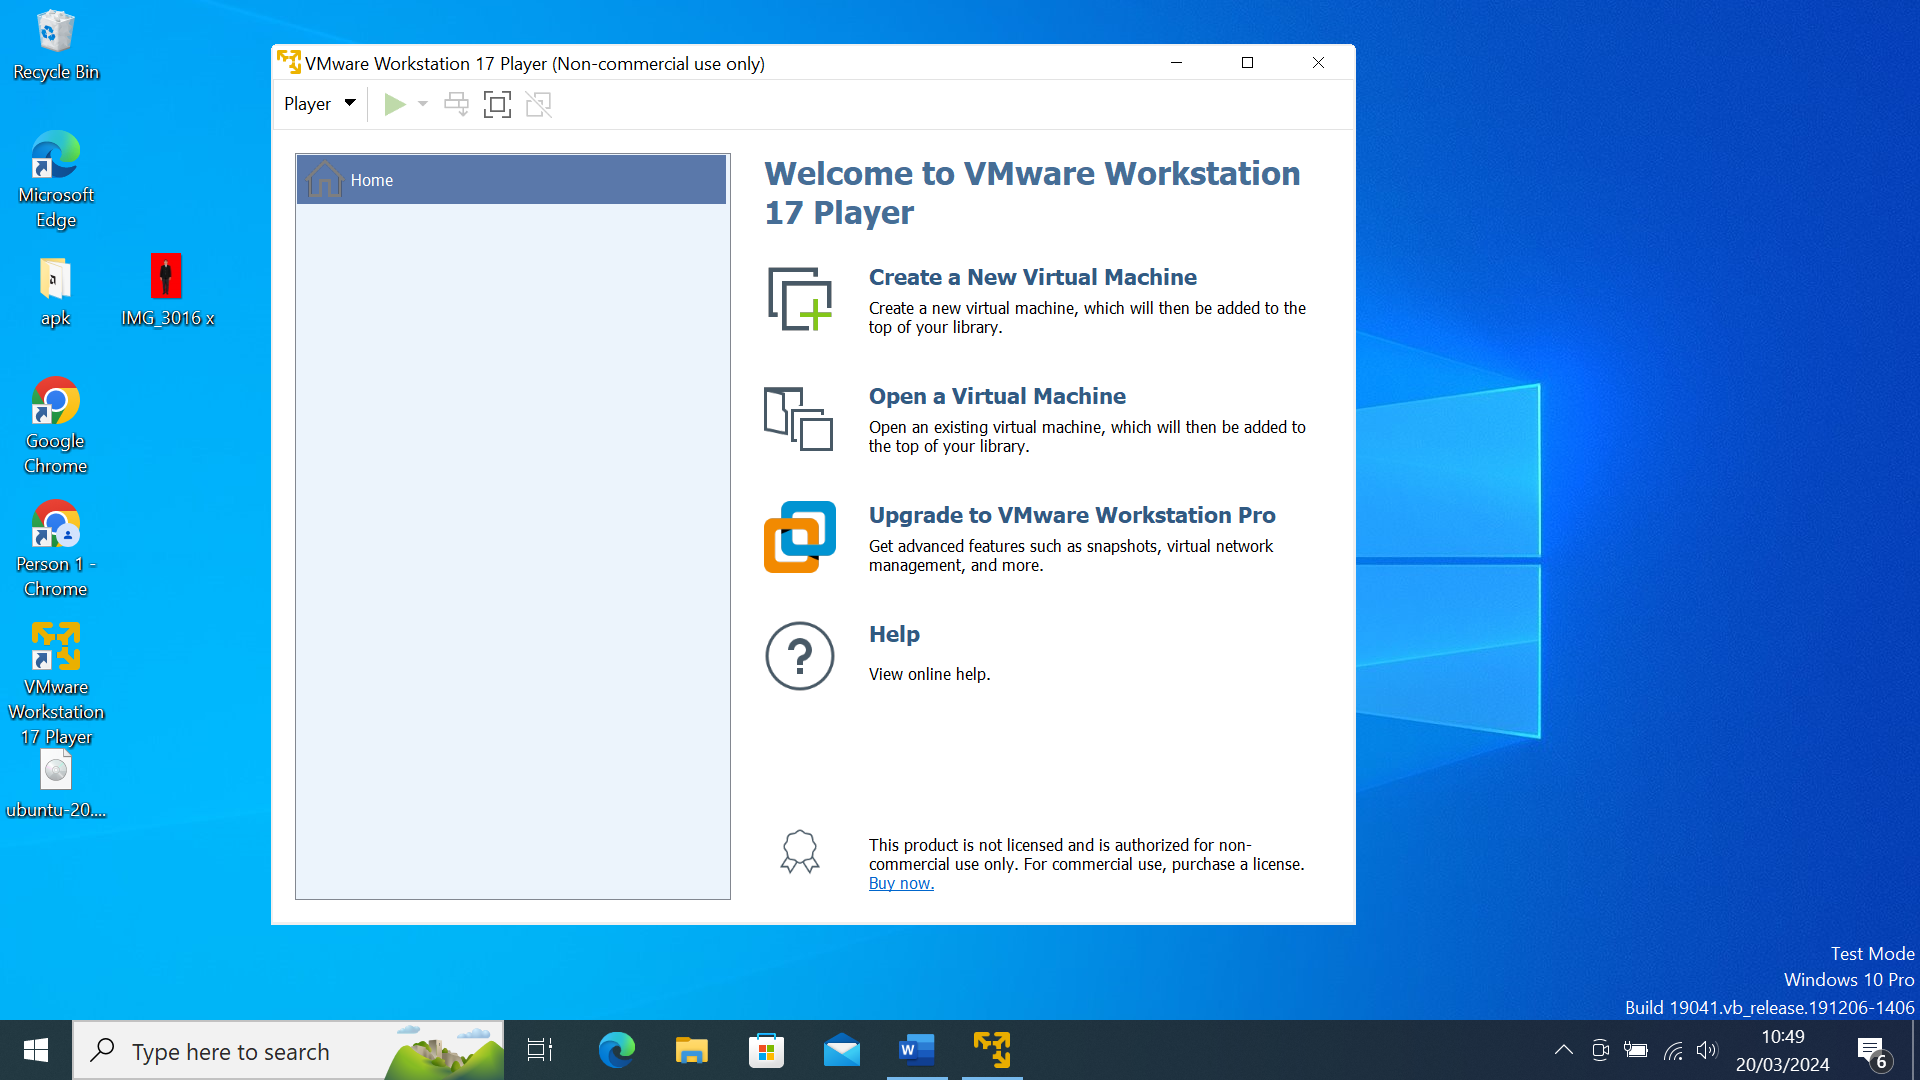 Recycle Bin
Microsoft
Edge
apk
IMG_3016 x
Google
Chrome
Person 1 -
Chrome
VMware
Workstation
17 Player
ubuntu-20....
VMware Workstation 17 Player (Non-commercial use only)
Player
Home
Welcome to VMware Workstation
17 Player
Create a New Virtual Machine
Create a new virtual machine, which will then be added to the
top of your library.
Open a Virtual Machine
Open an existing virtual machine, which will then be added to
the top of your library.
Upgrade to VMware Workstation Pro
Get advanced features such as snapshots, virtual network
management, and more.
?
Help
View online help.
This product is not licensed and is authorized for non-
commercial use only. For commercial use, purchase a license.
Buy now.
Test Mode
Windows 10 Pro
Build 19041.vb_release.191206-1406
Type here to search
W
10:49
20/03/2024
6